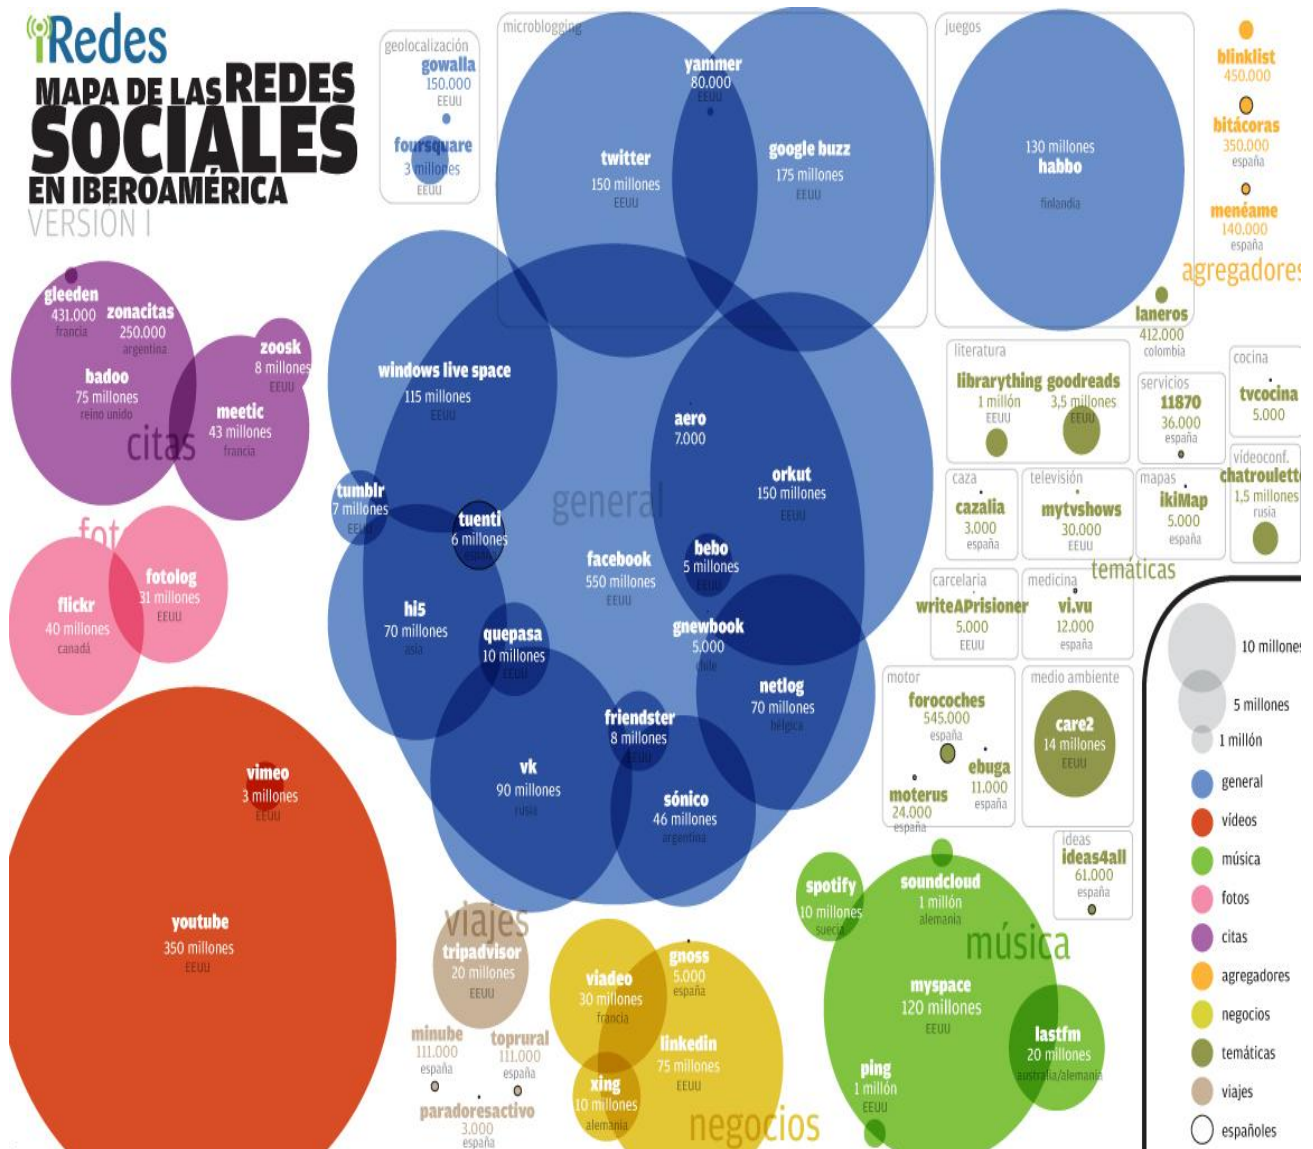 iRedes
MAPA DE LAS REDES
SOCIALES
EN IBEROAMÉRICA
VERSIÓN I
geolocalización
gowalla
150.000
EEUU
foursquare
3 millones
EEUU
microblogging
yammer
80.000
EEUU
twitter
150 millones
EEUU
google buzz
175 millones
EEUU
juegos
130 millones
habbo
finlandia
blinklist
450.000
bitácoras
350.000
españa
menéame
140.000
españa
agregadores
gleeden
431.000
francia
zonacitas
250.000
argentina
badoo
75 millones
reino unido
zoosk
8 millones
EEUU
meetic
43 millones
francia
citas
windows live space
115 millones
EEUU
aero
7.000
orkut
150 millones
EEUU
general
tumblr
7 millones
EEUU
tuenti
6 millones
españa
facebook
550 millones
EEUU
bebo
5 millones
EEUU
hi5
70 millones
asia
quepasa
10 millones
EEUU
gnewbook
5.000
chile
netlog
70 millones
bélgica
friendster
8 millones
EEUU
vk
90 millones
rusia
sónico
46 millones
argentina
laneros
412.000
colombia
literatura
librarything
1 millón
EEUU
goodreads
3,5 millones
EEUU
servicios
11870
36.000
españa
cocina
tvcocina
5.000
caza
cazalia
3.000
españa
televisión
mytvshows
30.000
EEUU
mapas
ikiMap
5.000
españa
vídeoconf.
chatroulette
1,5 millones
rusia
temáticas
carcelaria
writeAPrisioner
5.000
EEUU
medicina
vi.vu
12.000
españa
motor
forocoches
545.000
españa
ebuga
11.000
españa
moterus
24.000
españa
medio ambiente
care2
14 millones
EEUU
ideas
ideas4all
61.000
españa
fot
flickr
40 millones
canadá
fotolog
31 millones
EEUU
vimeo
3 millones
EEUU
youtube
350 millones
EEUU
viajes
tripadvisor
20 millones
EEUU
minube
111.000
españa
toprural
111.000
españa
paradoresactivo
3.000
españa
viadeo
30 millones
francia
gnoss
5.000
españa
linkedin
75 millones
EEUU
xing
10 millones
alemania
negocios
spotify
10 millones
suecia
soundcloud
1 millón
alemania
música
myspace
120 millones
EEUU
lastfm
20 millones
australia/alemania
ping
1 millón
EEUU
10 millones
5 millones
1 millón
general
vídeos
música
fotos
citas
agregadores
negocios
temáticas
viajes
españoles